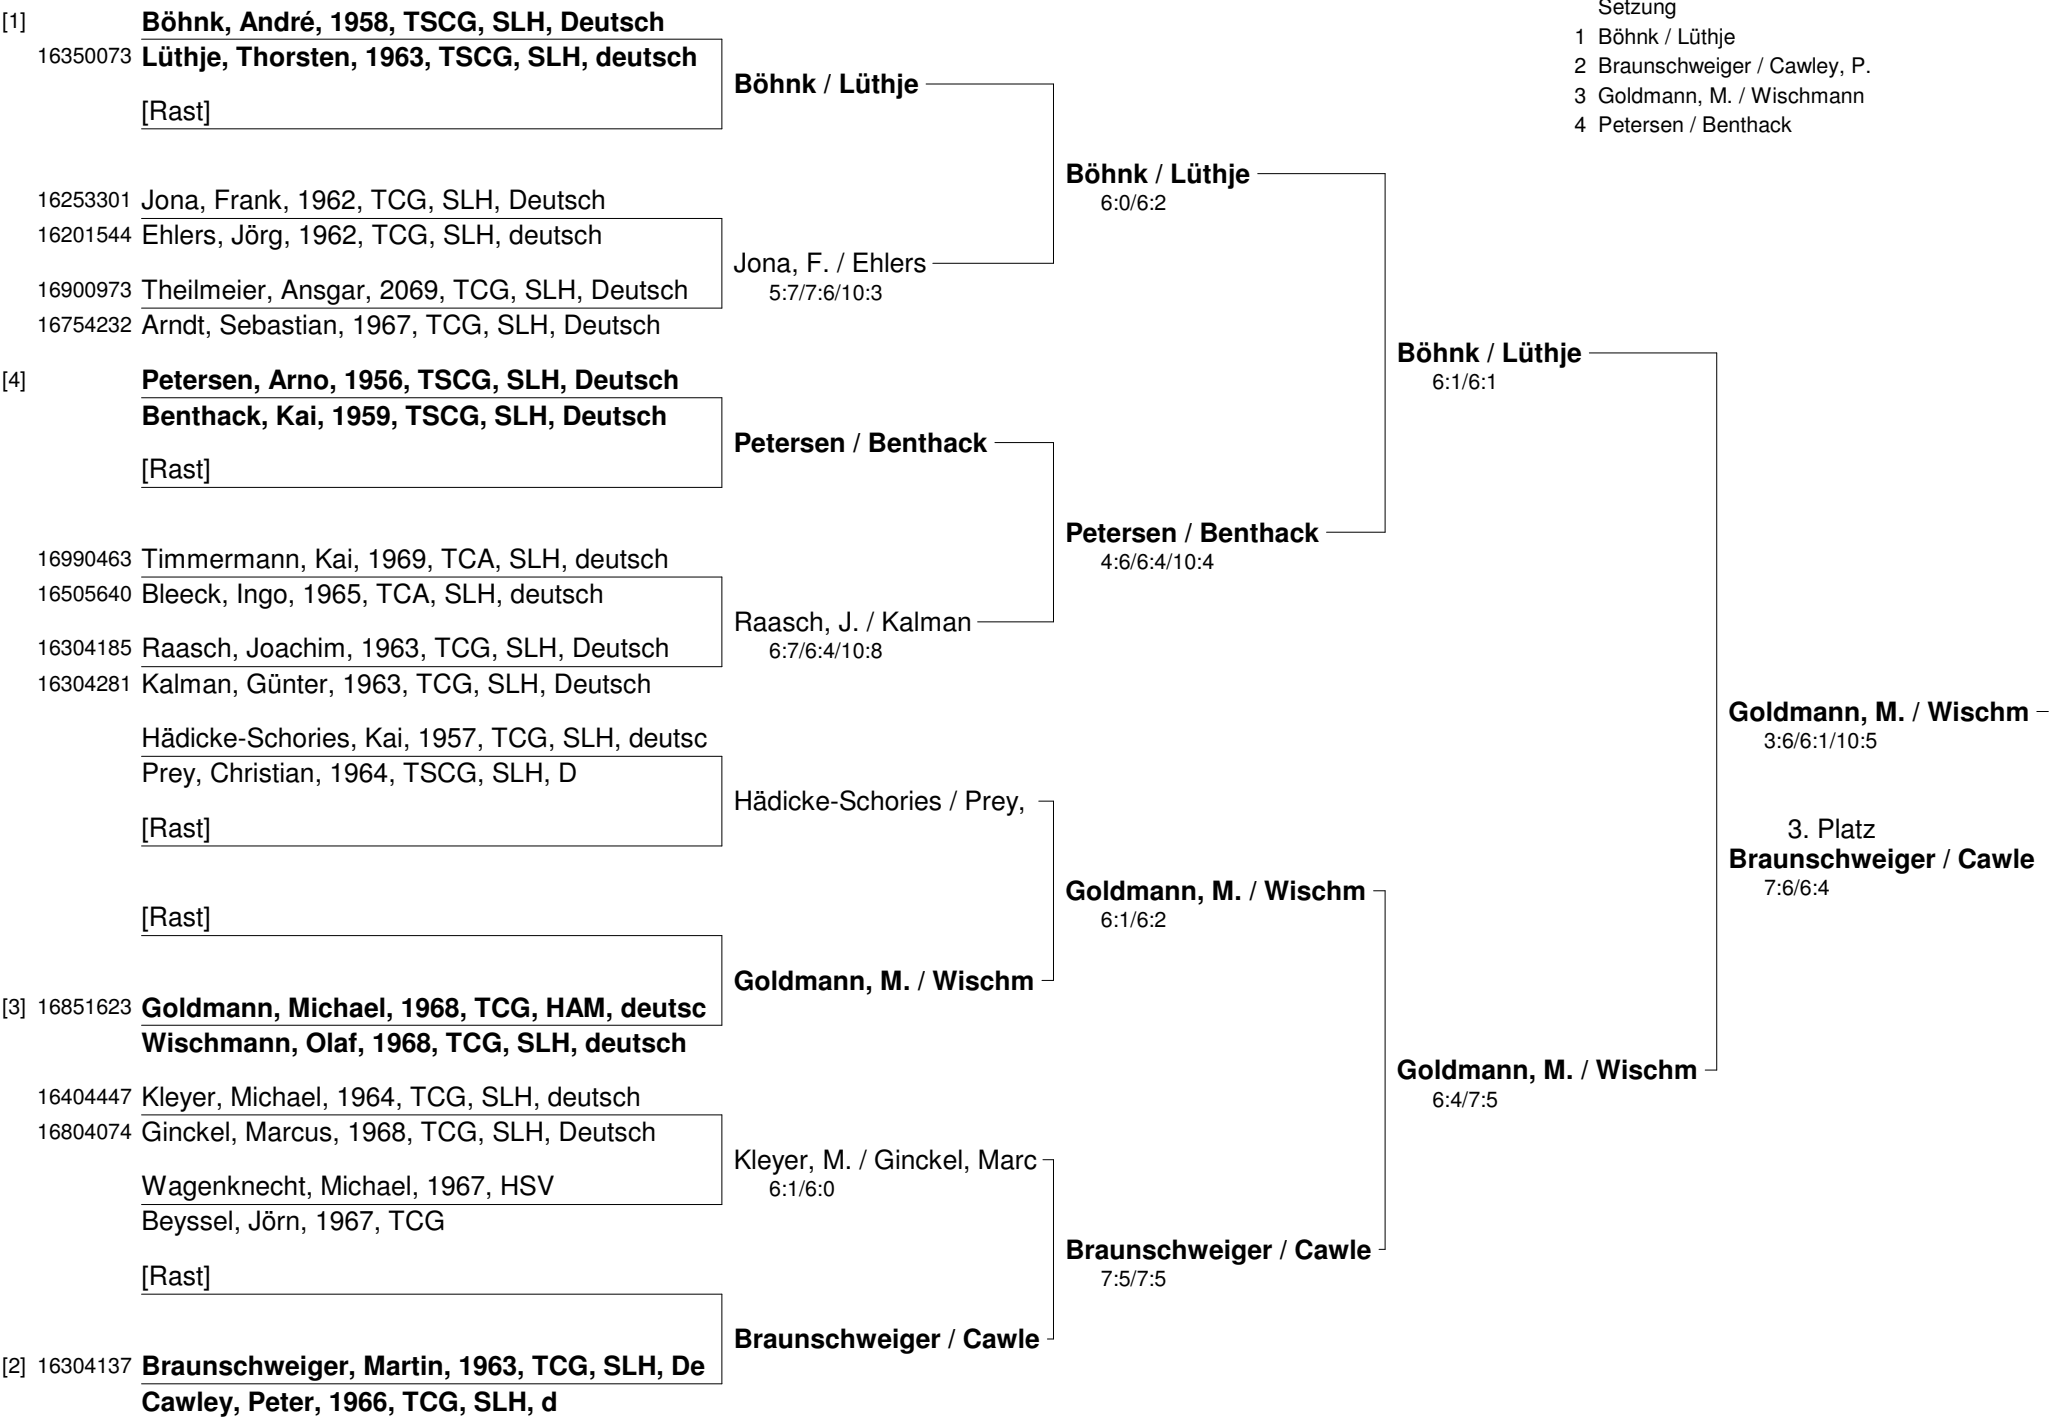 [1] Böhnk, André, 1958, TSCG, SLH, Deutsch
16350073 Lüthje, Thorsten, 1963, TSCG, SLH, deutsch
[Rast]
16253301 Jona, Frank, 1962, TCG, SLH, Deutsch
16201544 Ehlers, Jörg, 1962, TCG, SLH, deutsch
16900973 Theilmeier, Ansgar, 2069, TCG, SLH, Deutsch
16754232 Arndt, Sebastian, 1967, TCG, SLH, Deutsch
[4] Petersen, Arno, 1956, TSCG, SLH, Deutsch
Benthack, Kai, 1959, TSCG, SLH, Deutsch
[Rast]
16990463 Timmermann, Kai, 1969, TCA, SLH, deutsch
16505640 Bleeck, Ingo, 1965, TCA, SLH, deutsch
16304185 Raasch, Joachim, 1963, TCG, SLH, Deutsch
16304281 Kalman, Günter, 1963, TCG, SLH, Deutsch
Hädicke-Schories, Kai, 1957, TCG, SLH, deutsc
Prey, Christian, 1964, TSCG, SLH, D
[Rast]
[Rast]
[3] 16851623 Goldmann, Michael, 1968, TCG, HAM, deutsc
Wischmann, Olaf, 1968, TCG, SLH, deutsch
16404447 Kleyer, Michael, 1964, TCG, SLH, deutsch
16804074 Ginckel, Marcus, 1968, TCG, SLH, Deutsch
Wagenknecht, Michael, 1967, HSV
Beyssel, Jörn, 1967, TCG
[Rast]
[2] 16304137 Braunschweiger, Martin, 1963, TCG, SLH, De
Cawley, Peter, 1966, TCG, SLH, d
Böhnk / Lüthje
Jona, F. / Ehlers
5:7/7:6/10:3
Petersen / Benthack
Raasch, J. / Kalman
6:7/6:4/10:8
Hädicke-Schories / Prey,
Goldmann, M. / Wischm
Kleyer, M. / Ginckel, Marc
6:1/6:0
Braunschweiger / Cawle
Böhnk / Lüthje
6:0/6:2
Petersen / Benthack
4:6/6:4/10:4
Goldmann, M. / Wischm
6:1/6:2
Braunschweiger / Cawle
7:5/7:5
Böhnk / Lüthje
6:1/6:1
Goldmann, M. / Wischm
6:4/7:5
Setzung
1 Böhnk / Lüthje
2 Braunschweiger / Cawley, P.
3 Goldmann, M. / Wischmann
4 Petersen / Benthack
Goldmann, M. / Wischm
3:6/6:1/10:5
3. Platz
Braunschweiger / Cawle
7:6/6:4